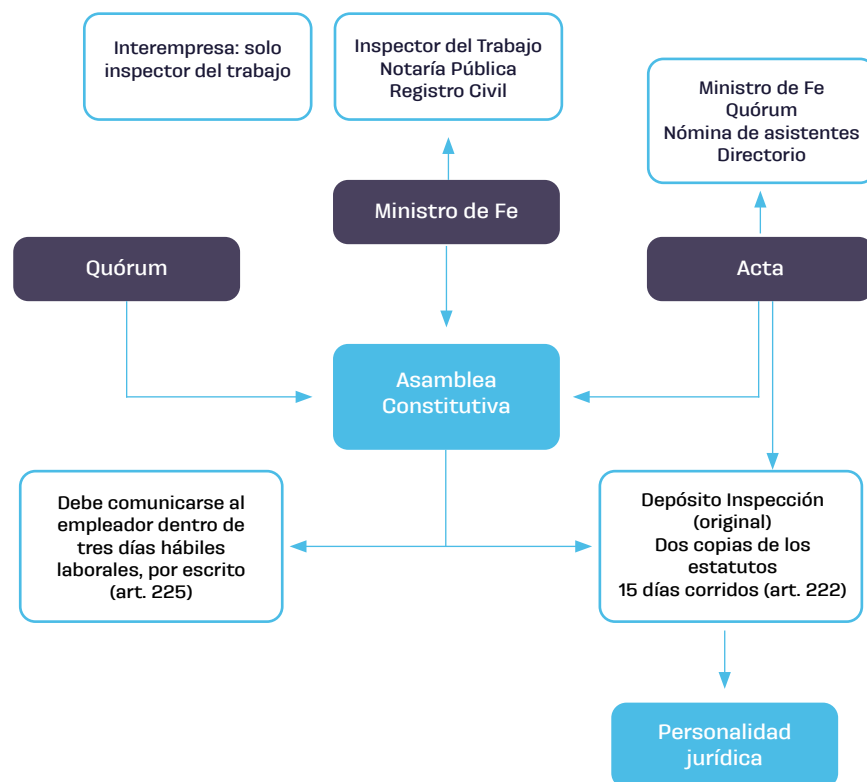 Interempresa: solo
inspector del trabajo
Inspector del Trabajo
Notaría Pública
Registro Civil
Ministro de Fe
Quórum
Nómina de asistentes
Directorio
Ministro de Fe
Quórum
Acta
Asamblea
Constitutiva
Debe comunicarse al
empleador dentro de
tres días hábiles
laborales, por escrito
(art. 225)
Depósito Inspección
(original)
Dos copias de los
estatutos
15 días corridos (art. 222)
Personalidad
jurídica